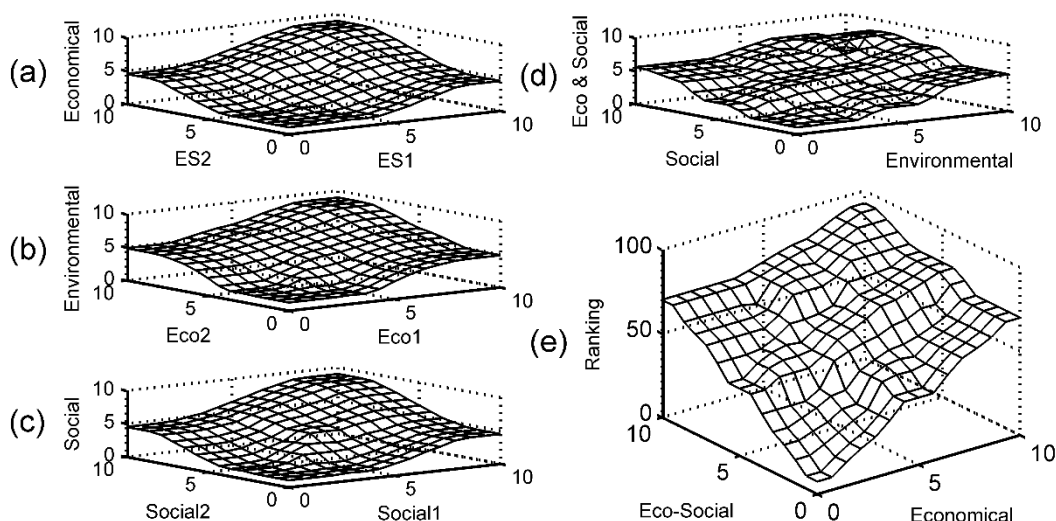 (a)
Economical
10
5
0
10
5
0
0
5
10
ES2
ES1
(b)
Environmental
10
5
0
10
5
0
0
5
10
Eco2
Eco1
(c)
Social
10
5
0
10
5
0
0
5
10
Social2
Social1
(d)
Eco & Social
10
5
0
10
5
0
0
5
10
Social
Environmental
(e)
Ranking
100
50
0
10
5
0
0
5
10
Eco-Social
Economical